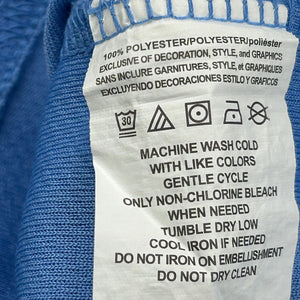 100% POLYESTER/POLYESTER/poliéster
EXCLUSIVE OF DECORATION, STYLE, and GRAPHICS
SANS INCLURE GARNITURES, STYLE, et GRAPHIQUES
EXCLUYENDO DECORACIONES ESTILO Y GRAFICOS
30
MACHINE WASH COLD
WITH LIKE COLORS
GENTLE CYCLE
ONLY NON-CHLORINE BLEACH
WHEN NEEDED
TUMBLE DRY LOW
COOL IRON IF NEEDED
DO NOT IRON ON EMBELLISHMENT
DO NOT DRY CLEAN